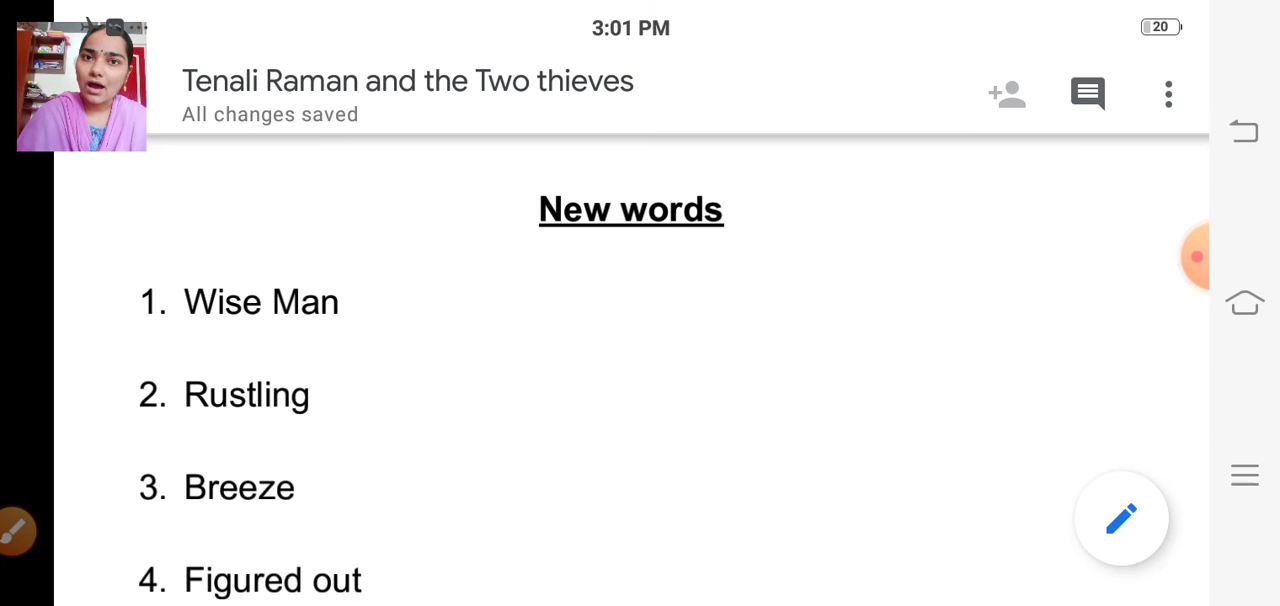 3:01 PM
20
Tenali Raman and the Two thieves
All changes saved
New words
1. Wise Man
2. Rustling
3. Breeze
4. Figured out